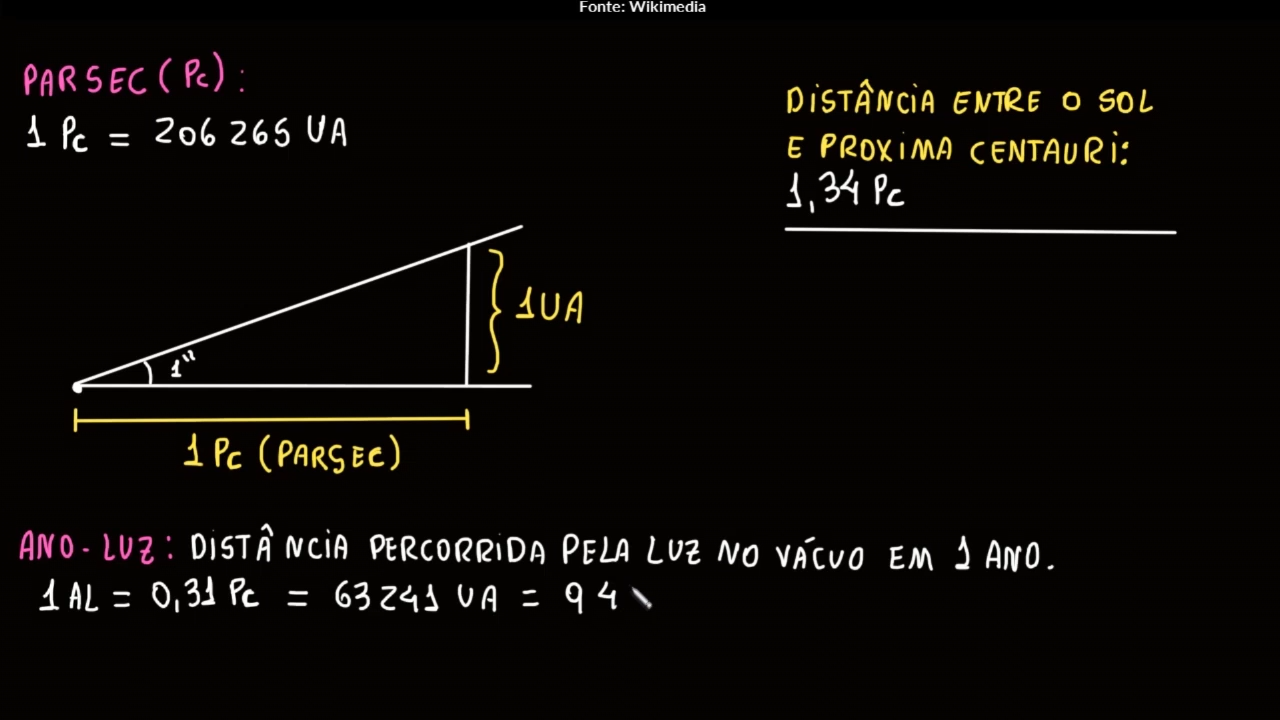 Fonte: Wikimedia
PARSEC (Pc):
1 Pc = 206 265 UA
DISTÂNCIA ENTRE O SOL
E PROXIMA CENTAURI:
1,34 Pc
1 UA
1"
1 Pc (PARSEC)
ANO-LUZ: DISTÂNCIA PERCORRIDA PELA LUZ NO VÁCUO EM 1 ANO.
1 AL = 0,31 Pc = 63 241 UA = 9 4